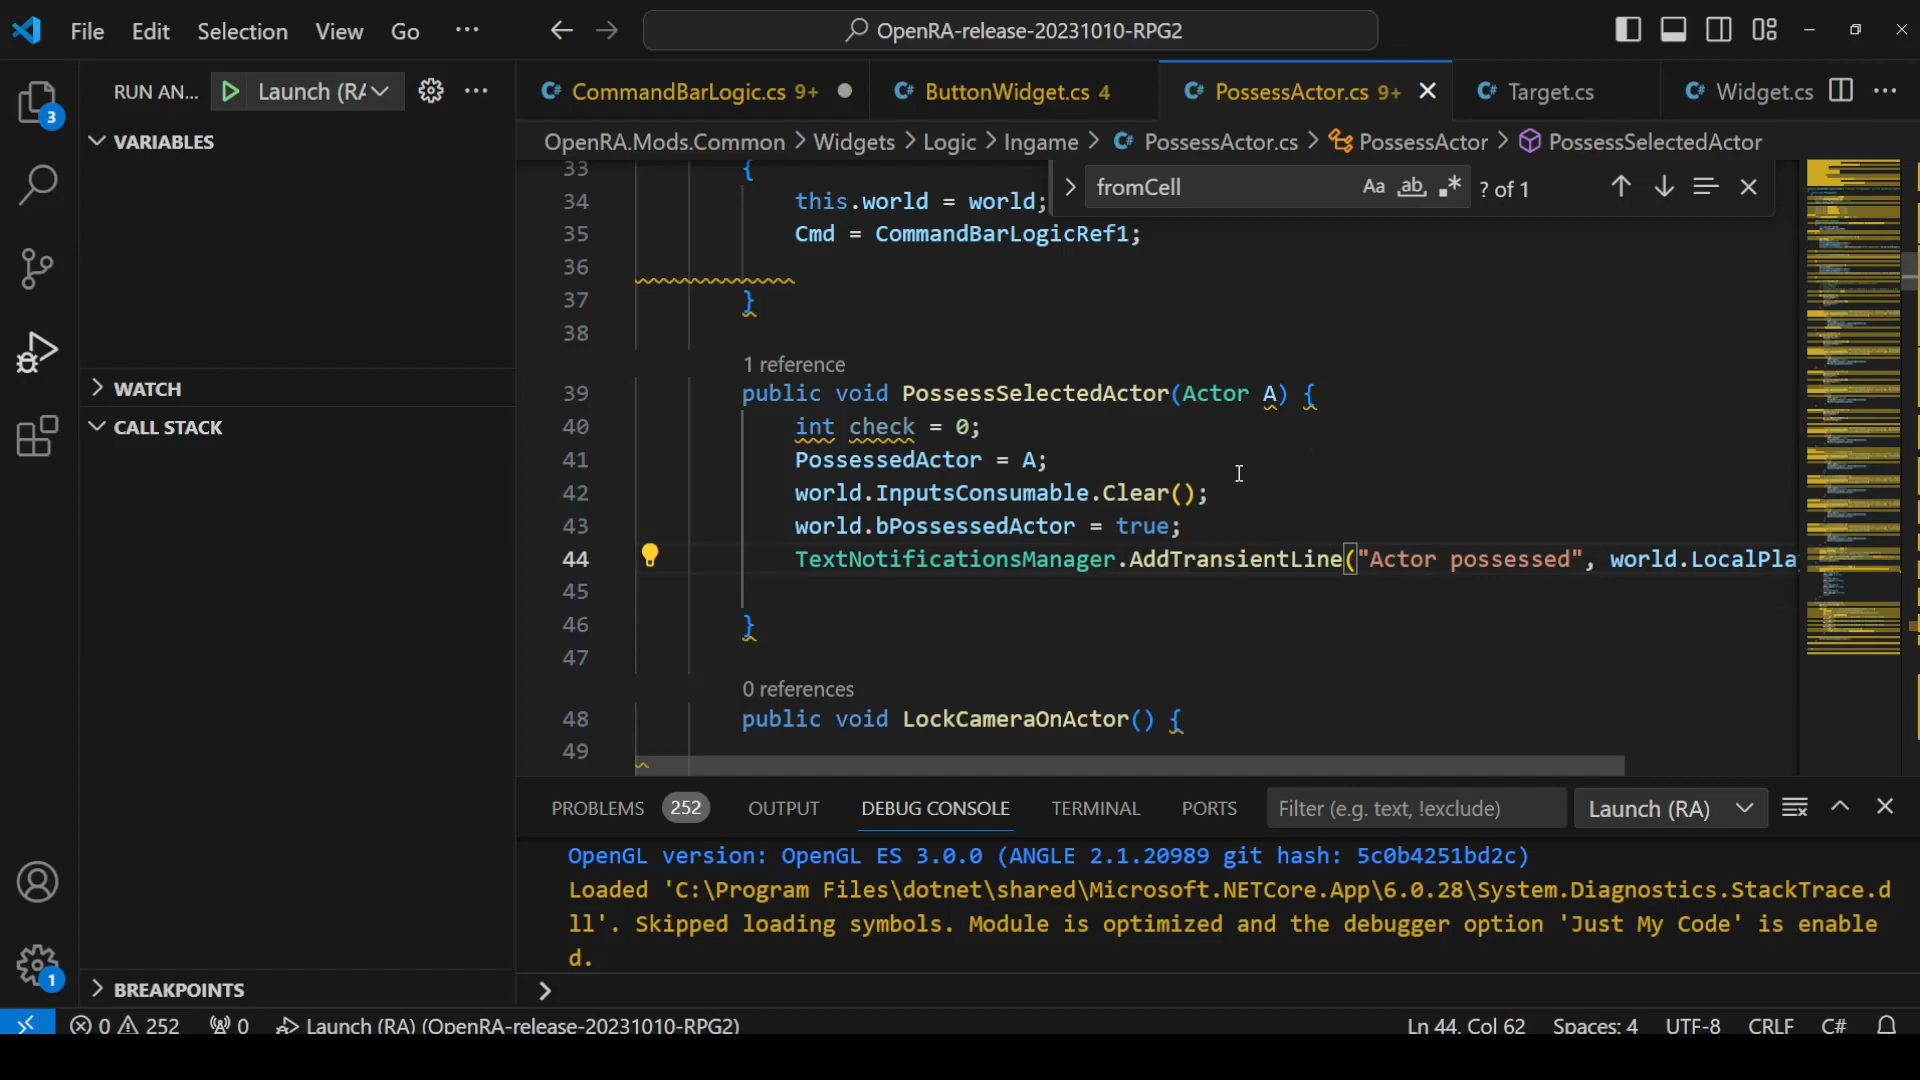 File Edit Selection View Go ··· OpenRA-release-20231010-RPG2
3
RUN AN... Launch (RA
VARIABLES
WATCH
CALL STACK
BREAKPOINTS
1
CommandBarLogic.cs 9+ ButtonWidget.cs 4 PossessActor.cs 9+ Target.cs Widget.cs
OpenRA.Mods.Common > Widgets > Logic > Ingame > PossessActor.cs > PossessActor > PossessSelectedActor
fromCell Aa ab .* ? of 1
33 {
34 this.world = world;
35 Cmd = CommandBarLogicRef1;
36
37 }
38
1 reference
39 public void PossessSelectedActor(Actor A) {
40 int check = 0;
41 PossessedActor = A;
42 world.InputsConsumable.Clear();
43 world.bPossessedActor = true;
44 TextNotificationsManager.AddTransientLine("Actor possessed", world.LocalPla
45
46 }
47
0 references
48 public void LockCameraOnActor() {
49
PROBLEMS 252 OUTPUT DEBUG CONSOLE TERMINAL PORTS Filter (e.g. text, !exclude) Launch (RA)
OpenGL version: OpenGL ES 3.0.0 (ANGLE 2.1.20989 git hash: 5c0b4251bd2c)
Loaded 'C:\Program Files\dotnet\shared\Microsoft.NETCore.App\6.0.28\System.Diagnostics.StackTrace.d
ll'. Skipped loading symbols. Module is optimized and the debugger option 'Just My Code' is enable
d.
>
0 252 0 Launch (RA) (OpenRA-release-20231010-RPG2) Ln 44, Col 62 Spaces: 4 UTF-8 CRLF C#